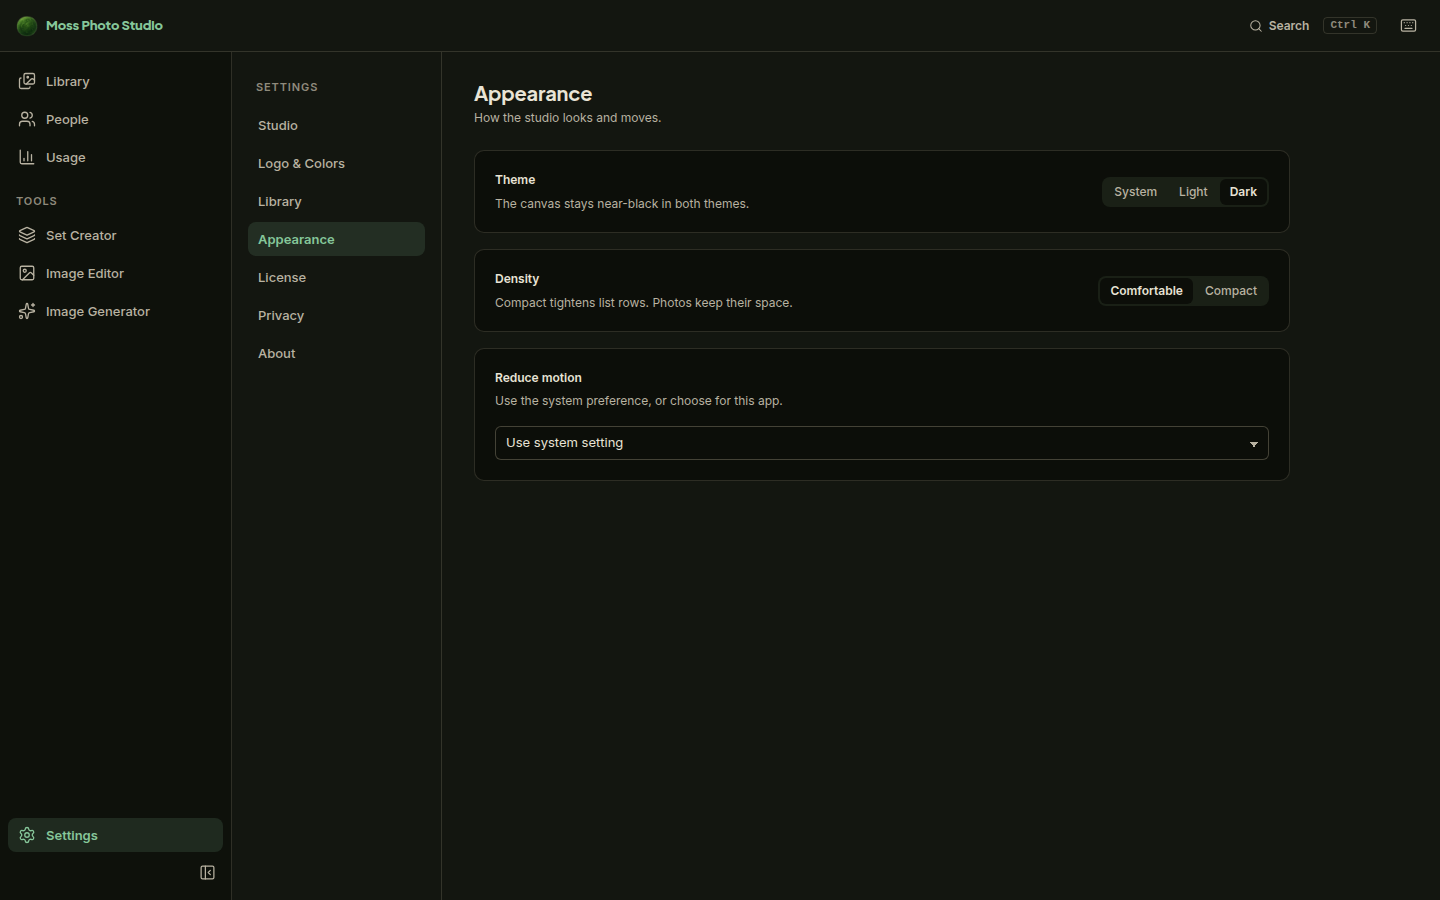 Moss Photo Studio
Search
Ctrl K
Library
People
Usage
TOOLS
Set Creator
Image Editor
Image Generator
Settings
SETTINGS
Studio
Logo & Colors
Library
Appearance
License
Privacy
About
Appearance
How the studio looks and moves.
Theme
The canvas stays near-black in both themes.
System
Light
Dark
Density
Compact tightens list rows. Photos keep their space.
Comfortable
Compact
Reduce motion
Use the system preference, or choose for this app.
Use system setting